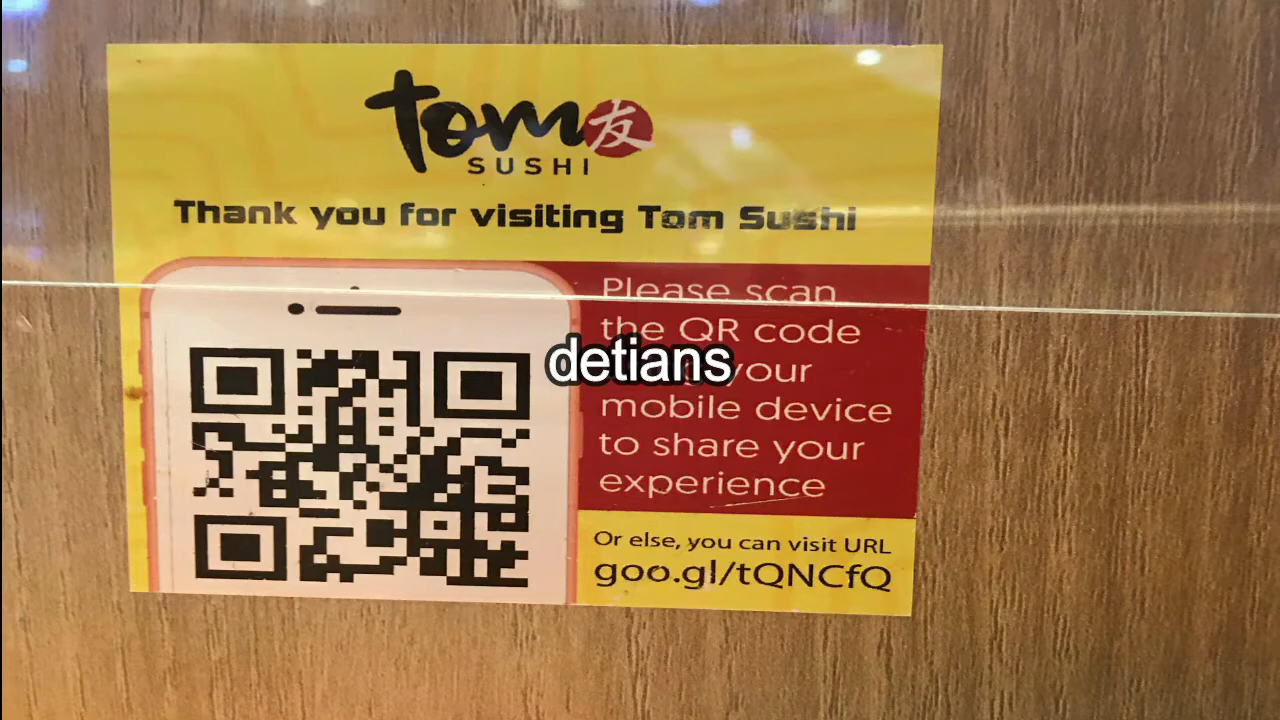 tom友
SUSHI
Thank you for visiting Tom Sushi
Please scan
the QR code
your
mobile device
to share your
experience
detians
Or else, you can visit URL
goo.gl/tQNCfQ